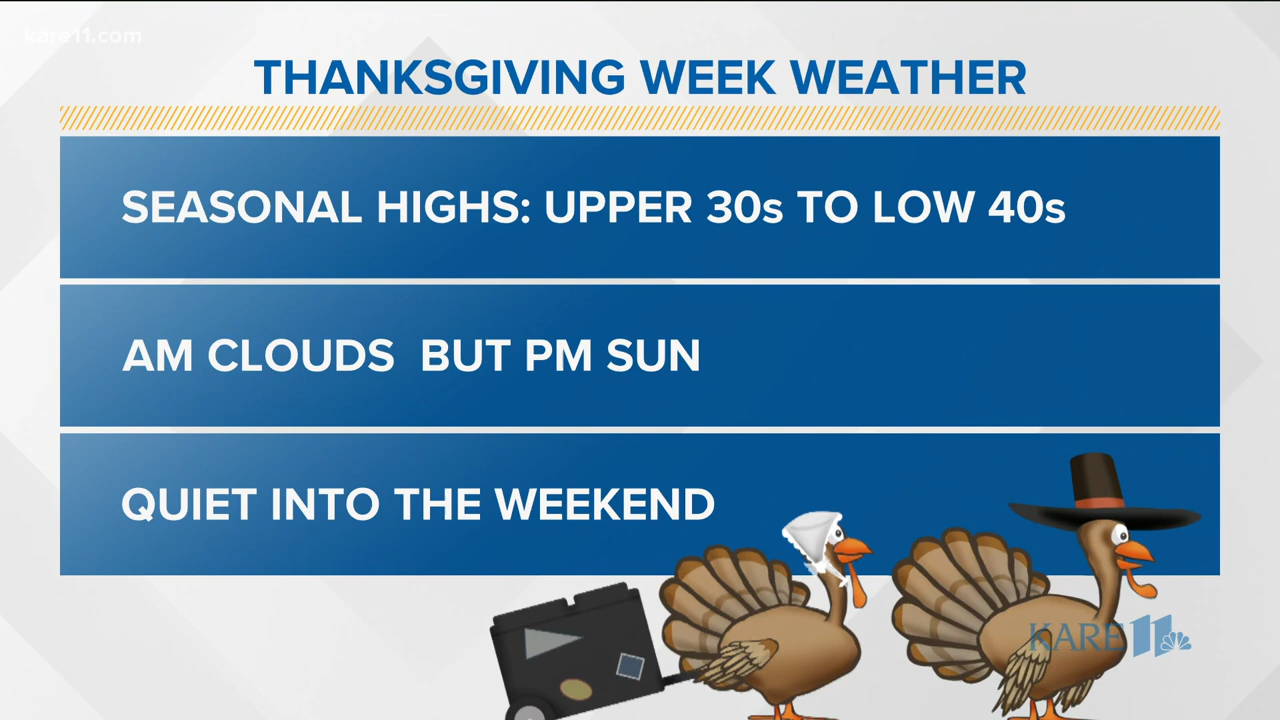 kare11.com
THANKSGIVING WEEK WEATHER
SEASONAL HIGHS: UPPER 30s TO LOW 40s
AM CLOUDS  BUT PM SUN
QUIET INTO THE WEEKEND
KARE 11